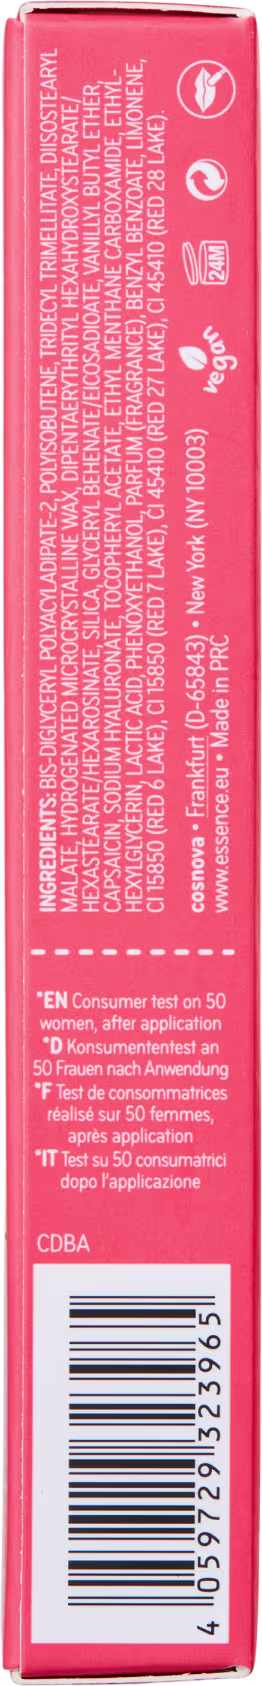 INGREDIENTS: BIS-DIGLYCERYL POLYACYLADIPATE-2, POLYISOBUTENE, TRIDECYL TRIMELLITATE, DIISOSTEARYL
MALATE, HYDROGENATED MICROCRYSTALLINE WAX, DIPENTAERYTHRITYL HEXAHYDROXYSTEARATE/
HEXASTEARATE/HEXAROSINATE, SILICA, GLYCERYL BEHENATE/EICOSADIOATE, VANILLYL BUTYL ETHER,
CAPSAICIN, SODIUM HYALURONATE, TOCOPHERYL ACETATE, ETHYL MENTHANE CARBOXAMIDE, ETHYL-
HEXYLGLYCERIN, LACTIC ACID, PHENOXYETHANOL, PARFUM (FRAGRANCE), BENZYL BENZOATE, LIMONENE,
CI 15850 (RED 6 LAKE), CI 15850 (RED 7 LAKE), CI 45410 (RED 27 LAKE), CI 45410 (RED 28 LAKE).
cosnova • Frankfurt (D-65843) • New York (NY 10003)
www.essence.eu • Made in PRC
vegan
24M
*EN Consumer test on 50
women, after application
*D Konsumententest an
50 Frauen nach Anwendung
*F Test de consommatrices
réalisé sur 50 femmes,
après application
*IT Test su 50 consumatrici
dopo l'applicazione
CDBA
4 059729 323965